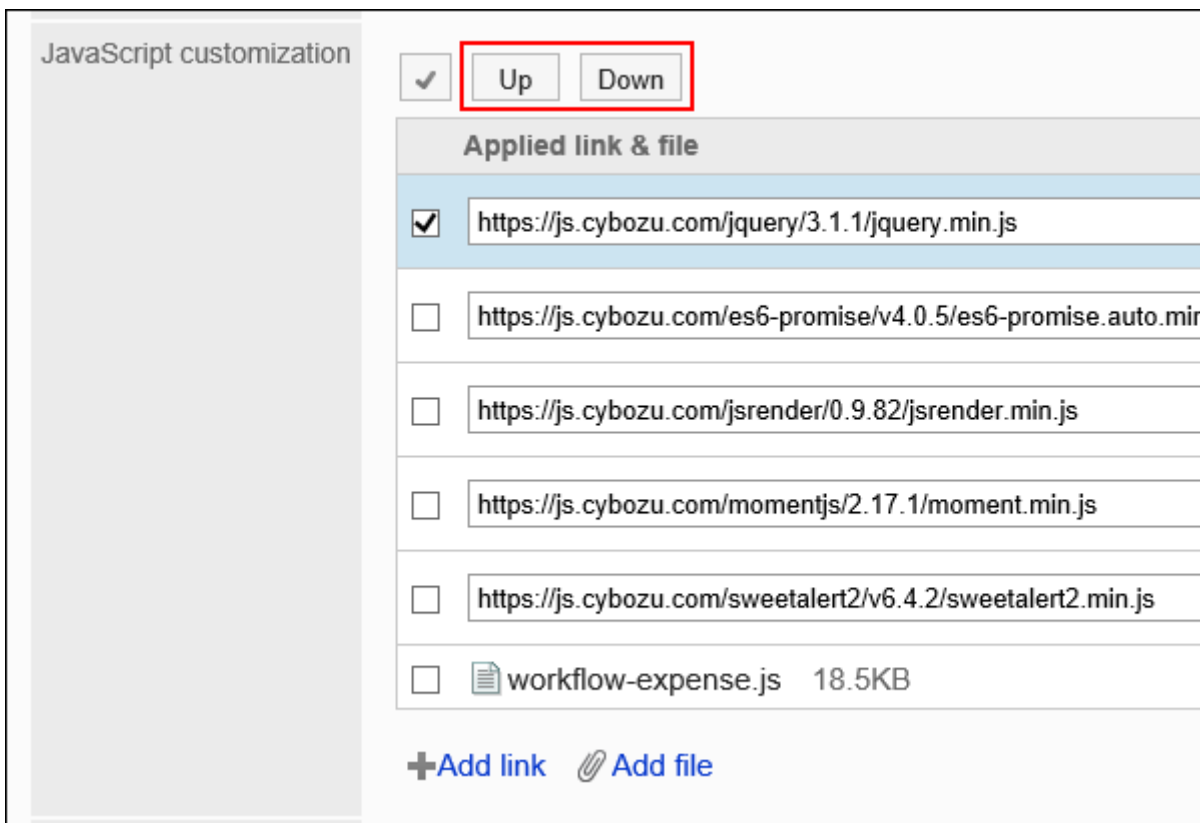 JavaScript customization
Up Down
Applied link & file
https://js.cybozu.com/jquery/3.1.1/jquery.min.js
https://js.cybozu.com/es6-promise/v4.0.5/es6-promise.auto.mir
https://js.cybozu.com/jsrender/0.9.82/jsrender.min.js
https://js.cybozu.com/momentjs/2.17.1/moment.min.js
https://js.cybozu.com/sweetalert2/v6.4.2/sweetalert2.min.js
workflow-expense.js 18.5KB
Add link Add file